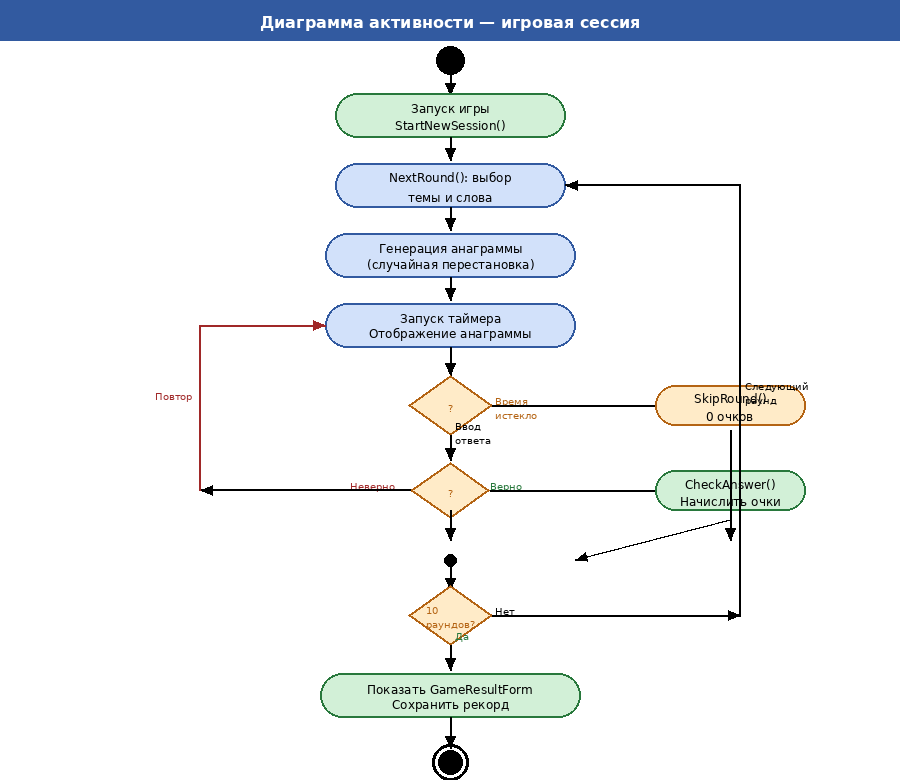 Диаграмма активности — игровая сессия
Запуск игры
StartNewSession()
NextRound(): выбор
темы и слова
Генерация анаграммы
(случайная перестановка)
Запуск таймера
Отображение анаграммы
Повтор
?
Время
истекло
Следующий
раунд
SkipRound()
0 очков
Ввод
ответа
Неверно
?
Верно
CheckAnswer()
Начислить очки
10
раундов?
Нет
Да
Показать GameResultForm
Сохранить рекорд